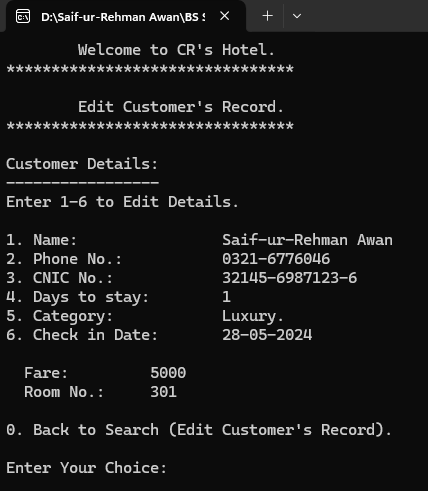 D:\Saif-ur-Rehman Awan\BS S
Welcome to CR's Hotel.
********************************
Edit Customer's Record.
********************************
Customer Details:
-----------------
Enter 1-6 to Edit Details.
1. Name: Saif-ur-Rehman Awan
2. Phone No.: 0321-6776046
3. CNIC No.: 32145-6987123-6
4. Days to stay: 1
5. Category: Luxury.
6. Check in Date: 28-05-2024
Fare: 5000
Room No.: 301
0. Back to Search (Edit Customer's Record).
Enter Your Choice: